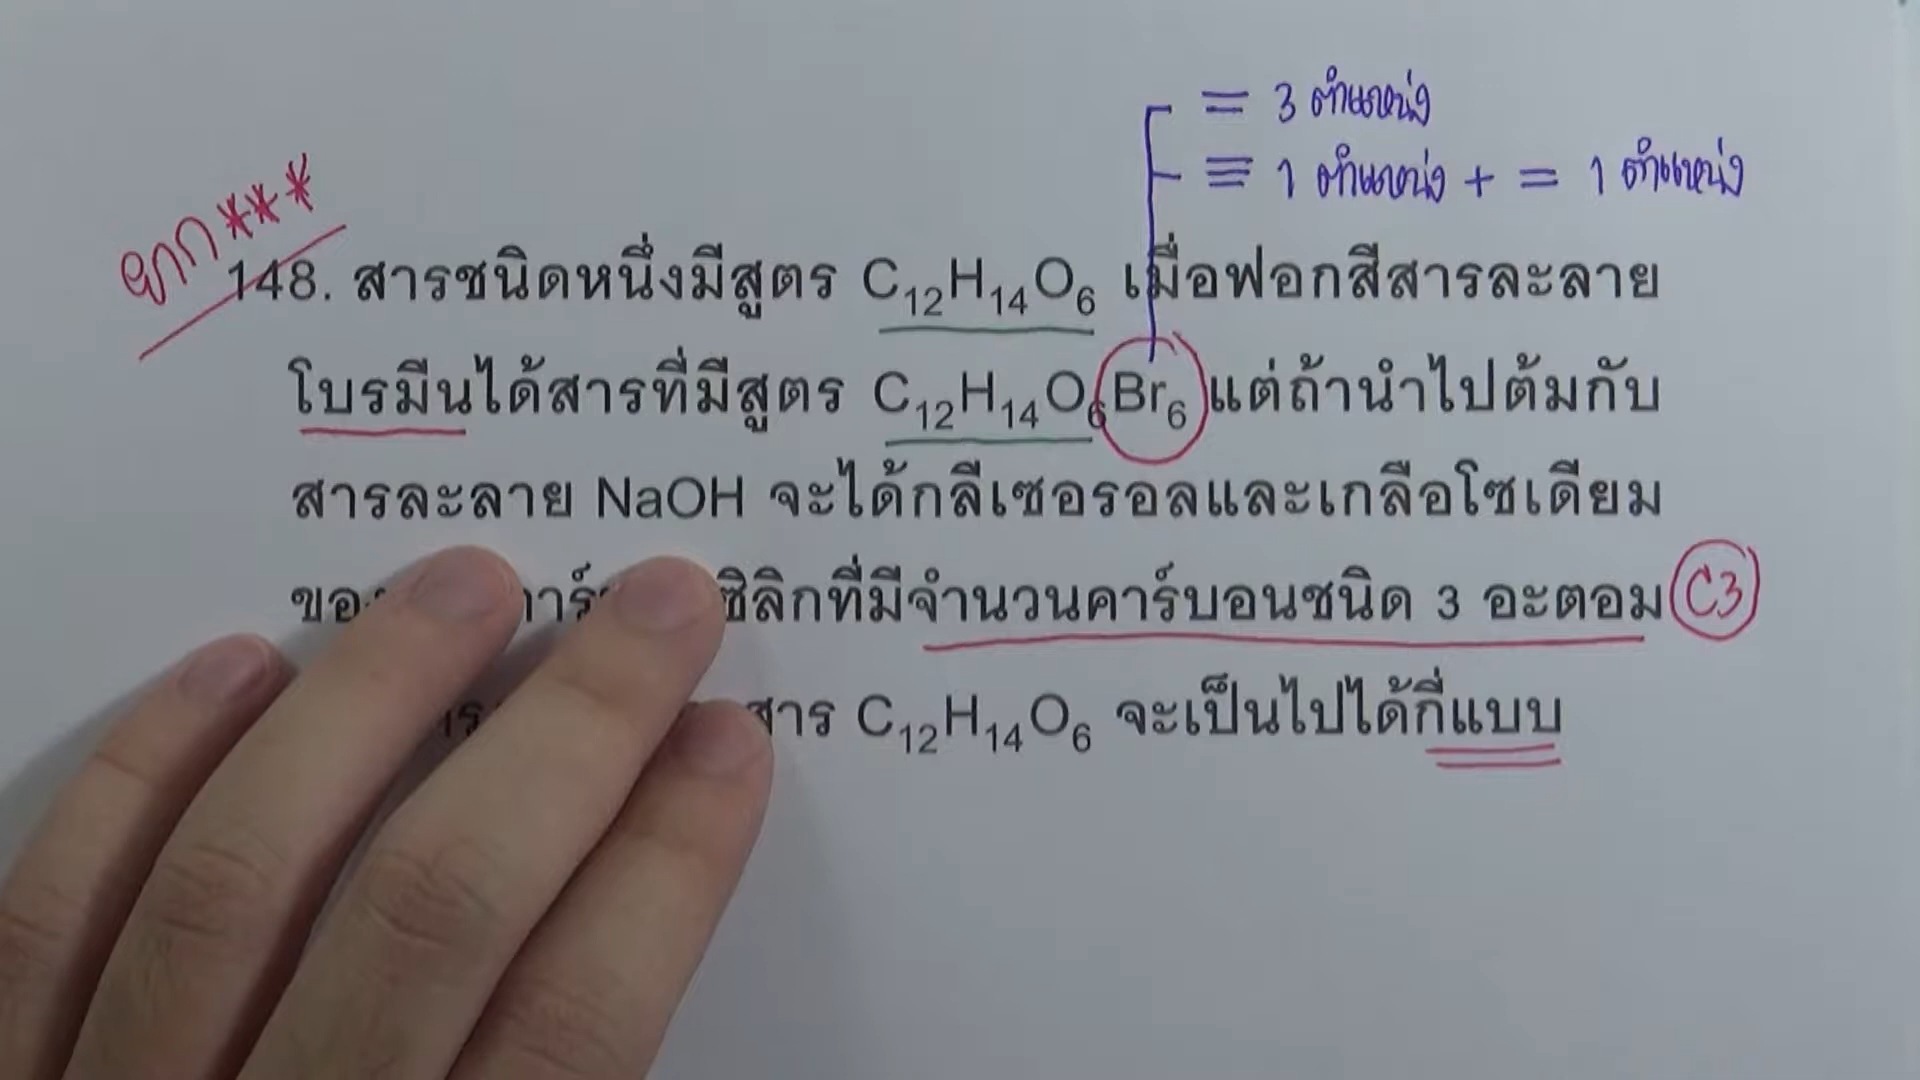 = 3 ตำแหน่ง
≡ 1 ตำแหน่ง + = 1 ตำแหน่ง
ยาก***
148. สารชนิดหนึ่งมีสูตร C₁₂H₁₄O₆ เมื่อฟอกสีสารละลาย
โบรมีนได้สารที่มีสูตร C₁₂H₁₄O₆Br₆ แต่ถ้านำไปต้มกับ
สารละลาย NaOH จะได้กลีเซอรอลและเกลือโซเดียม
ซิลิกที่มีจำนวนคาร์บอนชนิด 3 อะตอม C3
สาร C₁₂H₁₄O₆ จะเป็นไปได้กี่แบบ